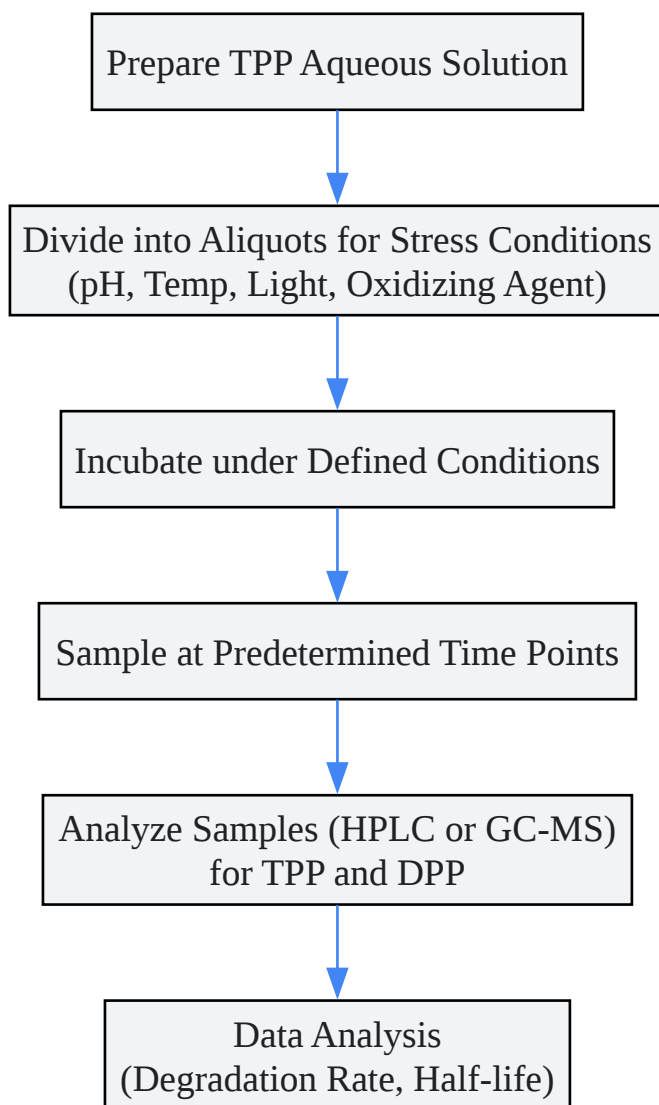 Prepare TPP Aqueous Solution
Divide into Aliquots for Stress Conditions
(pH, Temp, Light, Oxidizing Agent)
Incubate under Defined Conditions
Sample at Predetermined Time Points
Analyze Samples (HPLC or GC-MS)
for TPP and DPP
Data Analysis
(Degradation Rate, Half-life)